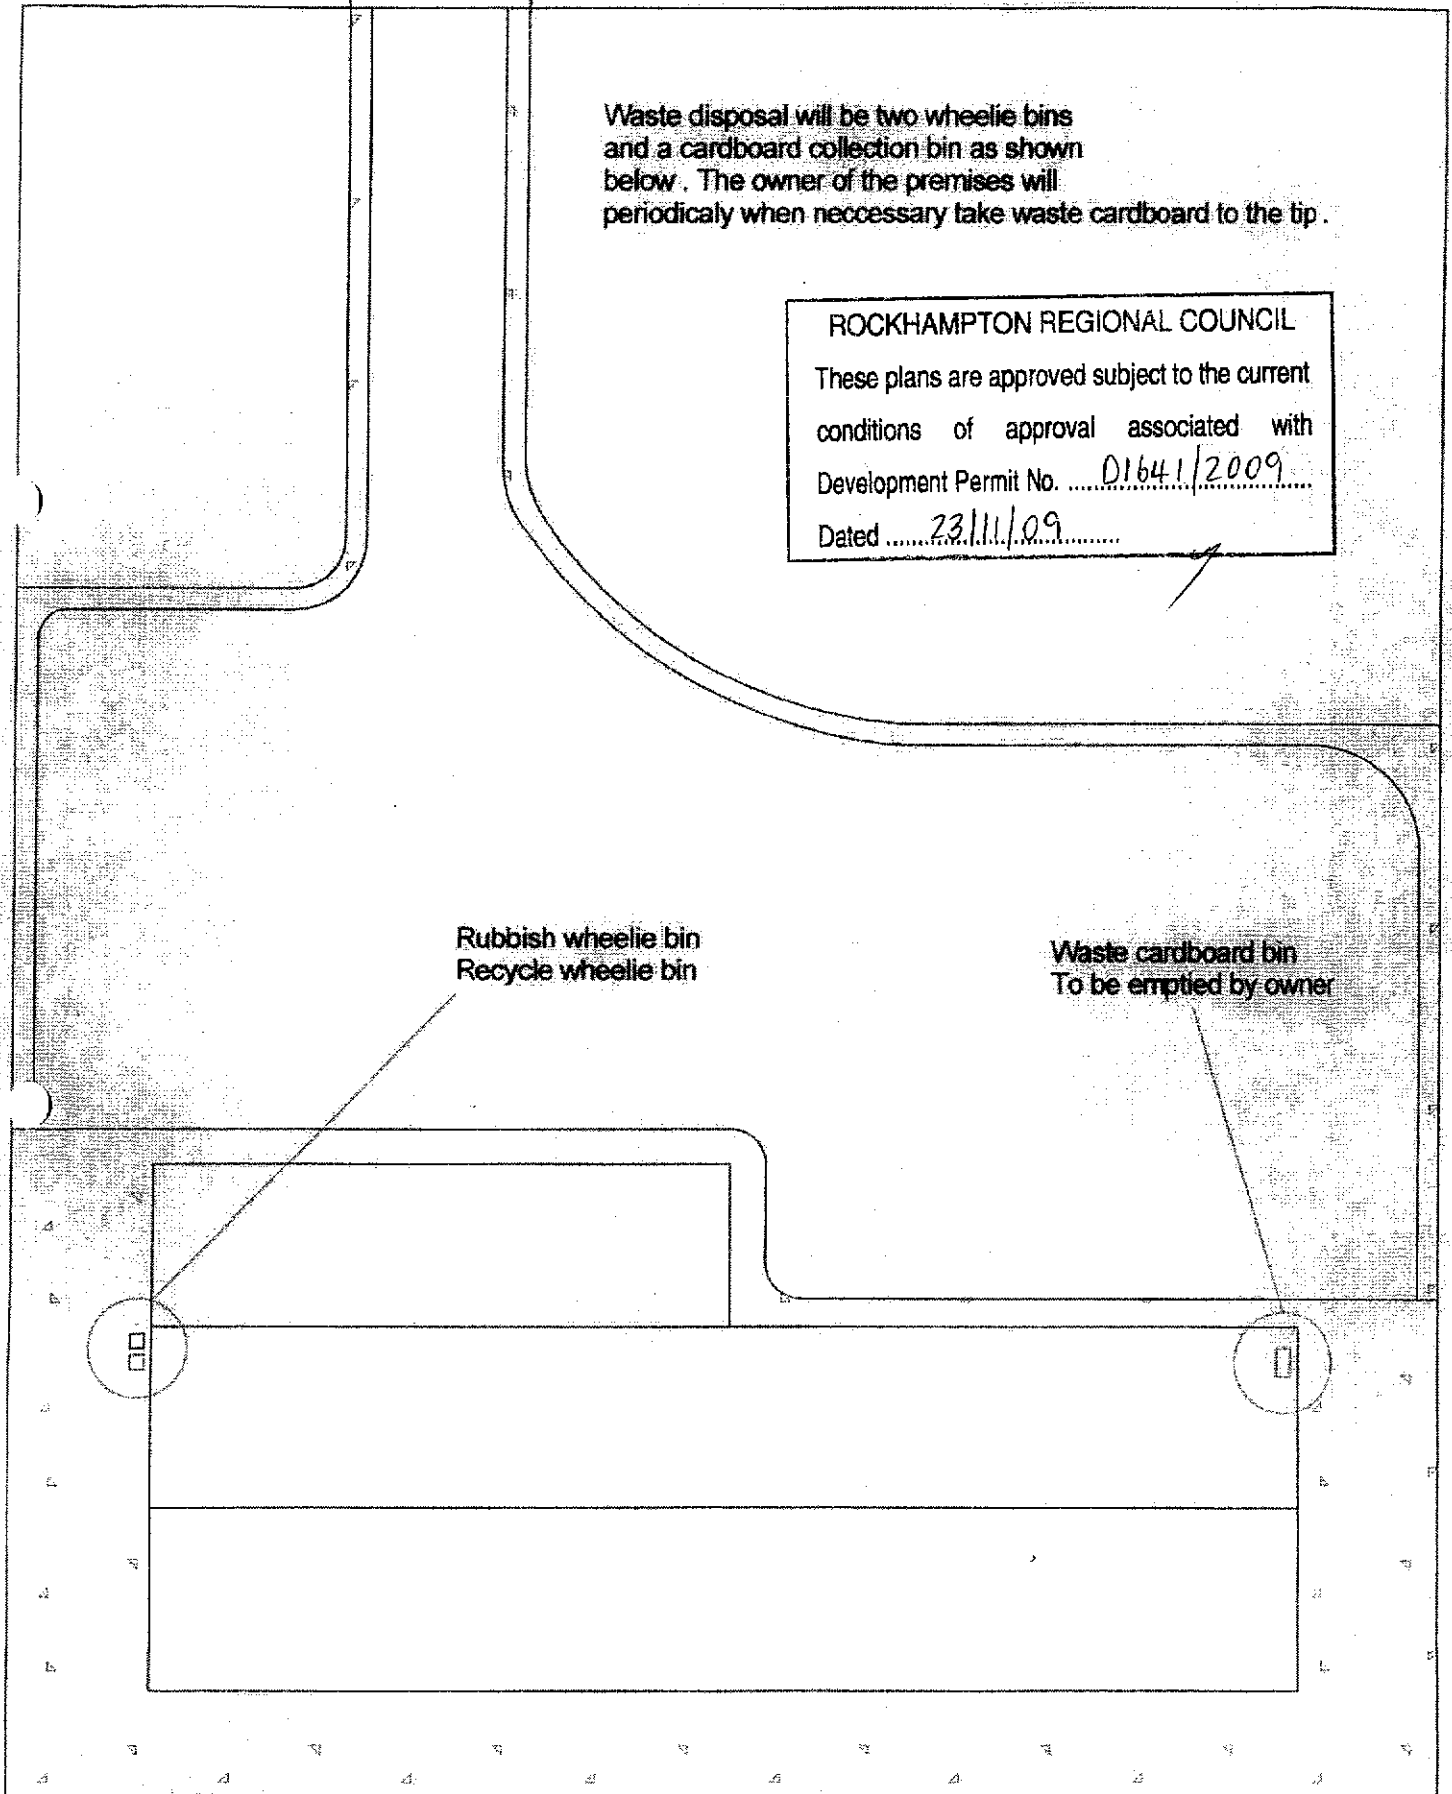 Waste disposal will be two wheelie bins
and a cardboard collection bin as shown
below . The owner of the premises will
periodicaly when neccessary take waste cardboard to the tip .
ROCKHAMPTON REGIONAL COUNCIL
These plans are approved subject to the current
conditions of approval associated with
Development Permit No. ..... D1641/2009 .....
Dated ..... 23/11/09 .....
Rubbish wheelie bin
Recycle wheelie bin
Waste cardboard bin
To be emptied by owner